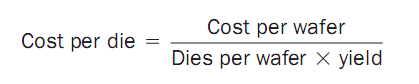 Cost per die = Cost per wafer
Dies per wafer × yield